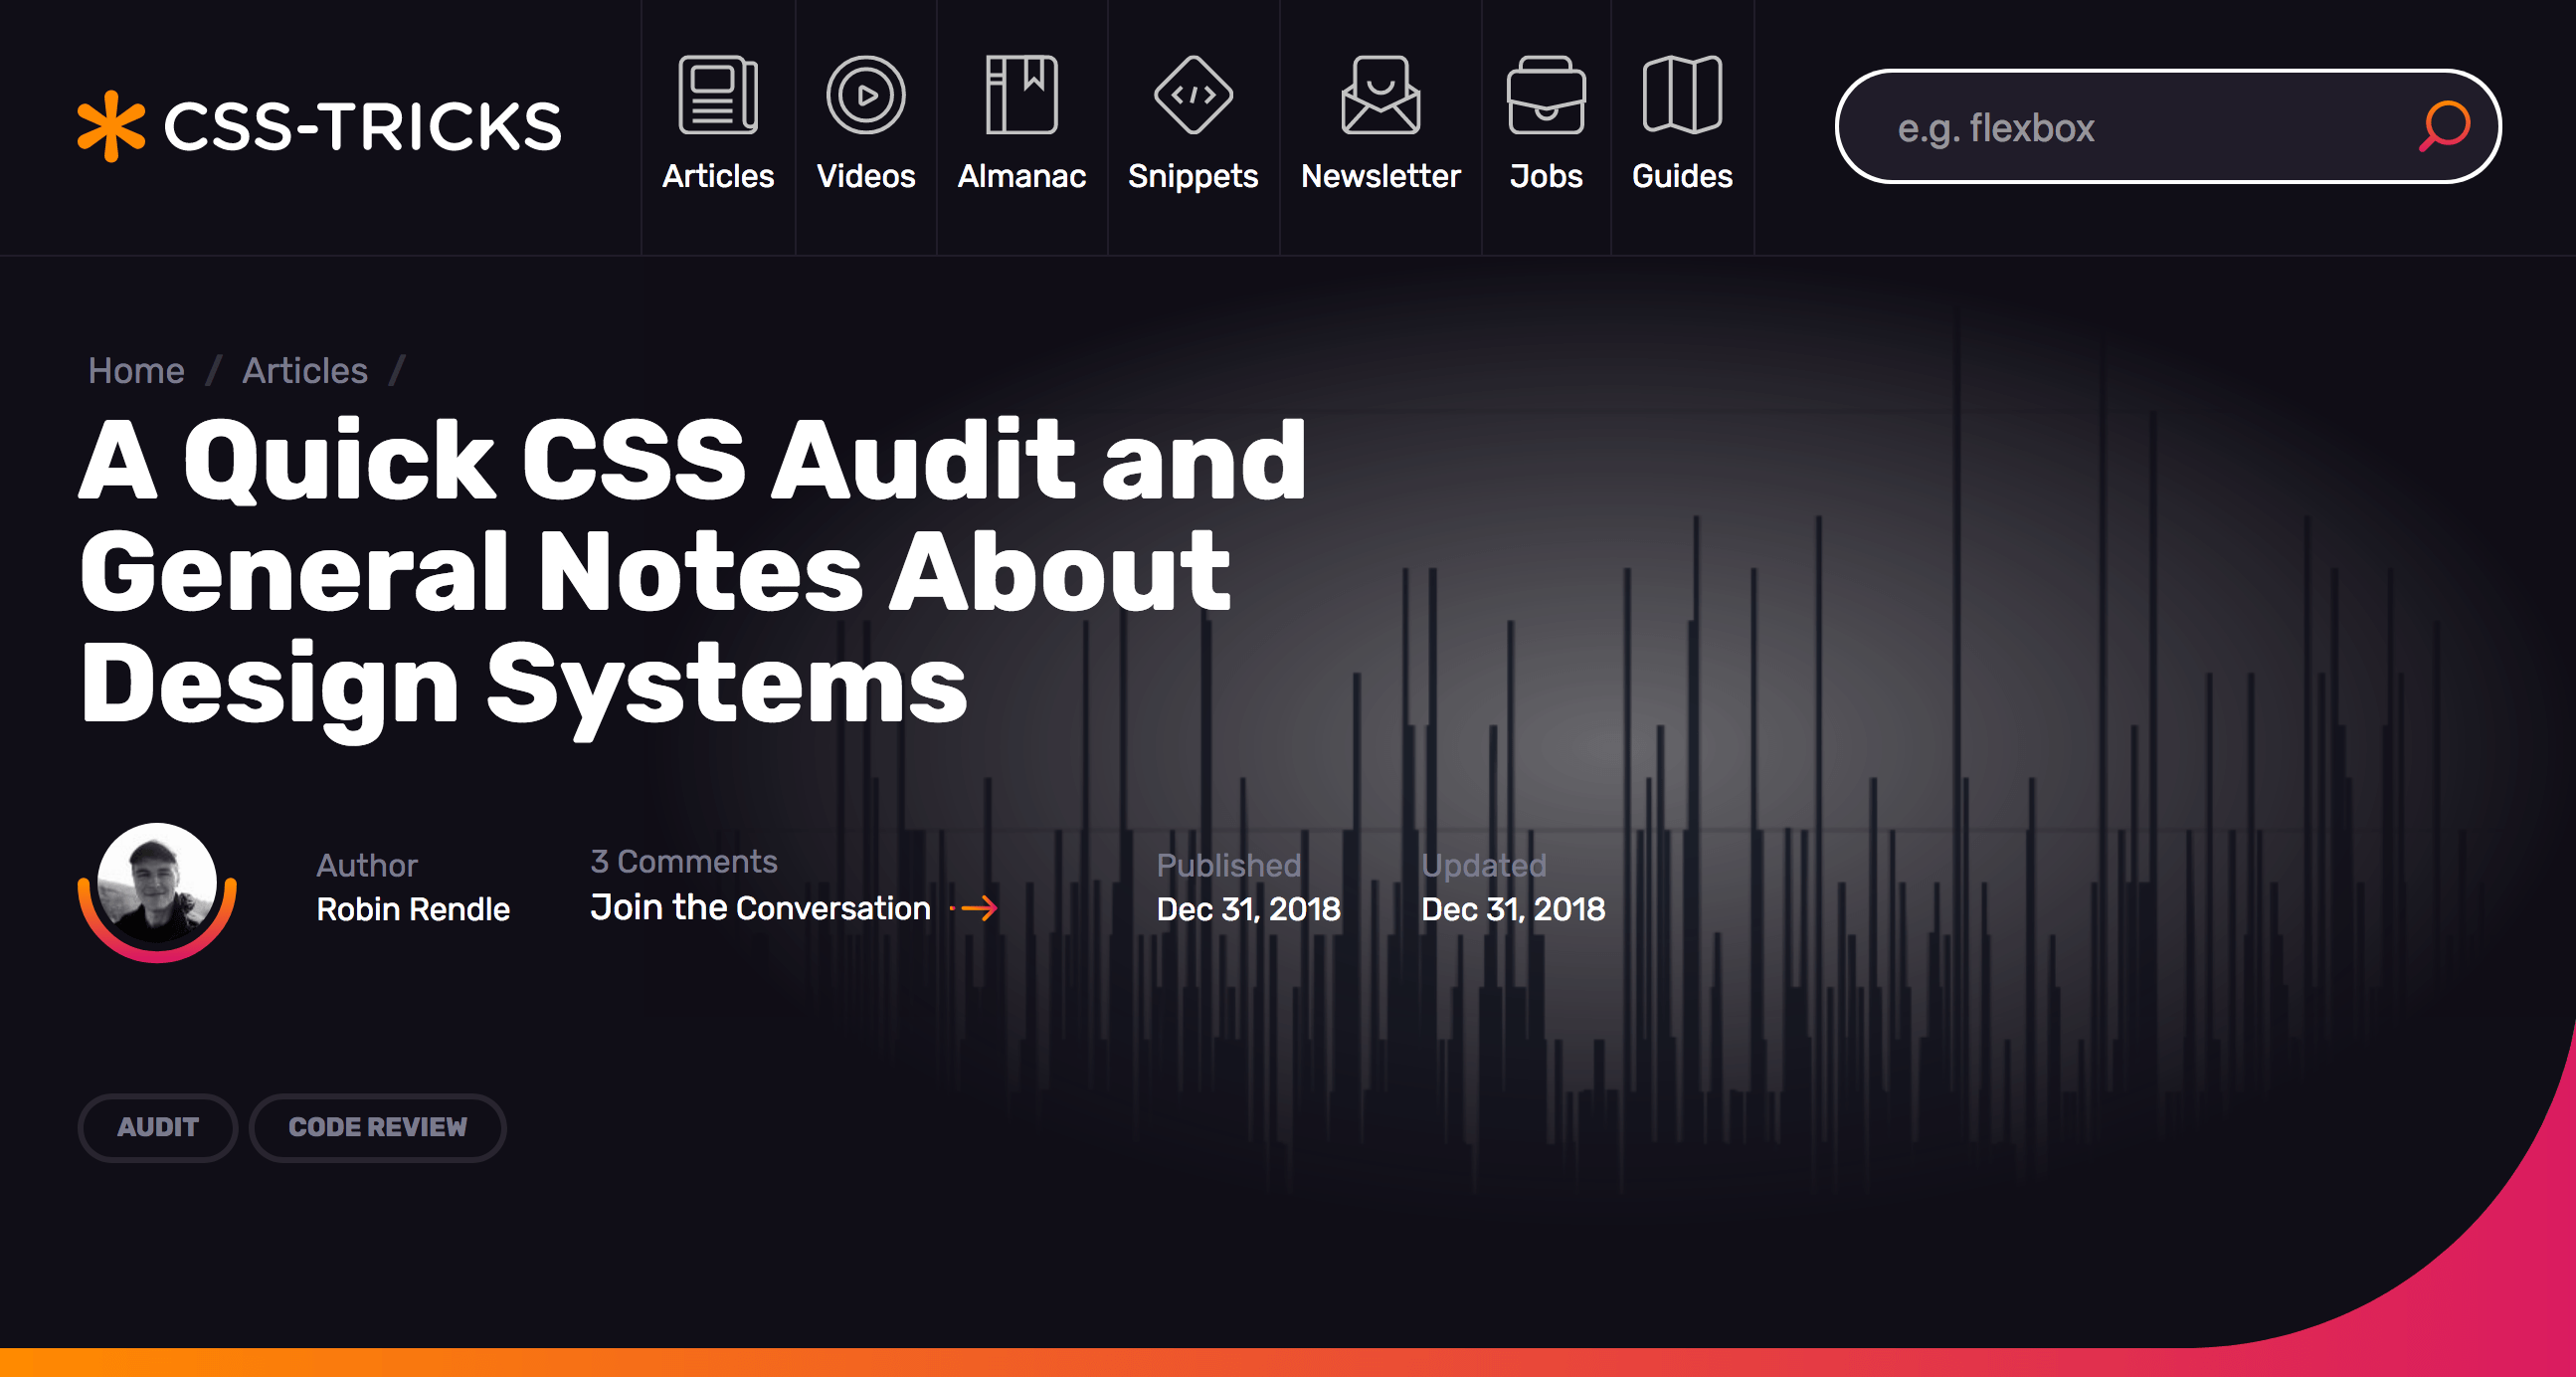 CSS-TRICKS
Articles
Videos
Almanac
Snippets
Newsletter
Jobs
Guides
e.g. flexbox
Home / Articles /
A Quick CSS Audit and
General Notes About
Design Systems
Author
Robin Rendle
3 Comments
Join the Conversation
Published
Dec 31, 2018
Updated
Dec 31, 2018
AUDIT
CODE REVIEW